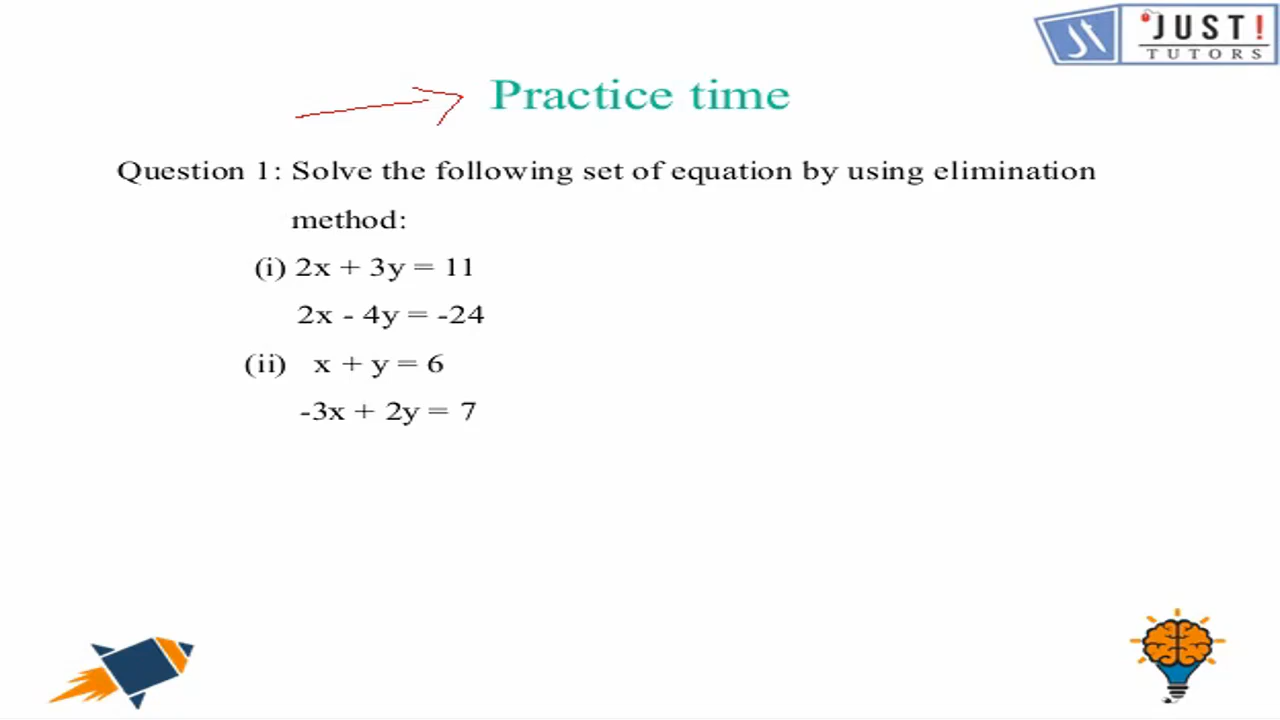 JUST!
TUTORS
Practice time
Question 1: Solve the following set of equation by using elimination
method:
(i) 2x + 3y = 11
2x - 4y = -24
(ii) x + y = 6
-3x + 2y = 7